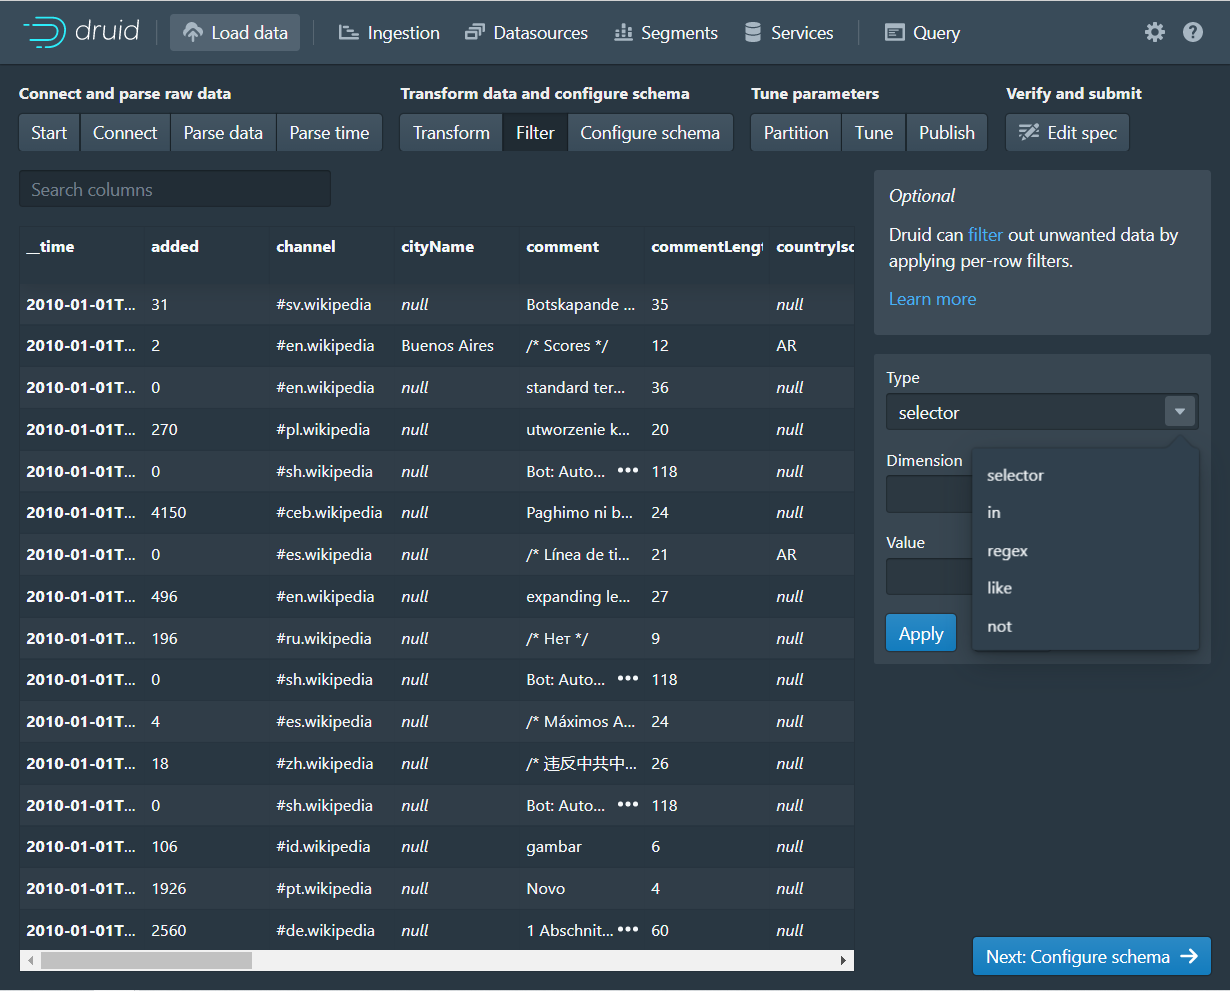 druid Load data Ingestion Datasources Segments Services Query
Connect and parse raw data Transform data and configure schema Tune parameters Verify and submit
Start Connect Parse data Parse time Transform Filter Configure schema Partition Tune Publish Edit spec
Search columns
__time added channel cityName comment commentLengt countryIsc
2010-01-01T... 31 #sv.wikipedia null Botskapande ... 35 null
2010-01-01T... 2 #en.wikipedia Buenos Aires /* Scores */ 12 AR
2010-01-01T... 0 #en.wikipedia null standard ter... 36 null
2010-01-01T... 270 #pl.wikipedia null utworzenie k... 20 null
2010-01-01T... 0 #sh.wikipedia null Bot: Auto... ••• 118 null
2010-01-01T... 4150 #ceb.wikipedia null Paghimo ni b... 24 null
2010-01-01T... 0 #es.wikipedia null /* Línea de ti... 21 AR
2010-01-01T... 496 #en.wikipedia null expanding le... 27 null
2010-01-01T... 196 #ru.wikipedia null /* Нет */ 9 null
2010-01-01T... 0 #sh.wikipedia null Bot: Auto... ••• 118 null
2010-01-01T... 4 #es.wikipedia null /* Máximos A... 24 null
2010-01-01T... 18 #zh.wikipedia null /* 违反中共中... 26 null
2010-01-01T... 0 #sh.wikipedia null Bot: Auto... ••• 118 null
2010-01-01T... 106 #id.wikipedia null gambar 6 null
2010-01-01T... 1926 #pt.wikipedia null Novo 4 null
2010-01-01T... 2560 #de.wikipedia null 1 Abschnit... ••• 60 null
Optional
Druid can filter out unwanted data by
applying per-row filters.
Learn more
Type
selector
Dimension
Value
Apply
selector
in
regex
like
not
Next: Configure schema